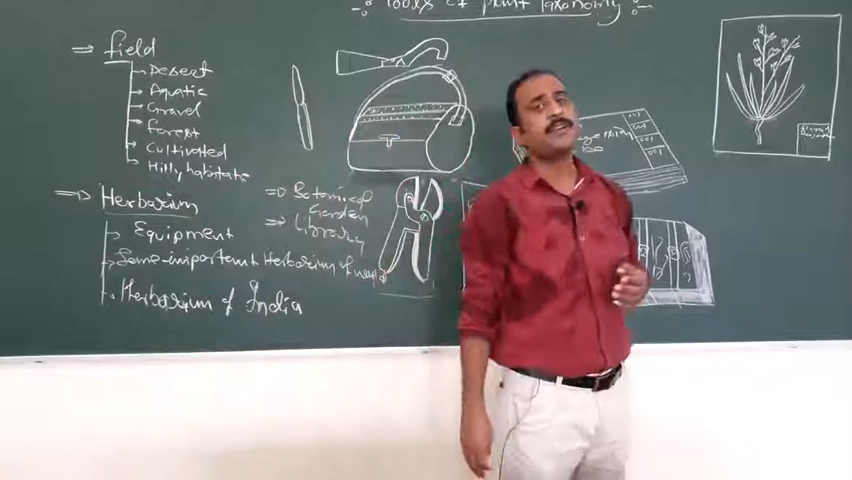 Tools of plant Taxonomy
⇒ field
Desert
Aquatic
Gravel
forest
Cultivated
Hilly habitats
⇒ Herbarium
Equipment
Some-important Herbarium of
Herbarium of India
⇒ Botanical
Garden
⇒ Library